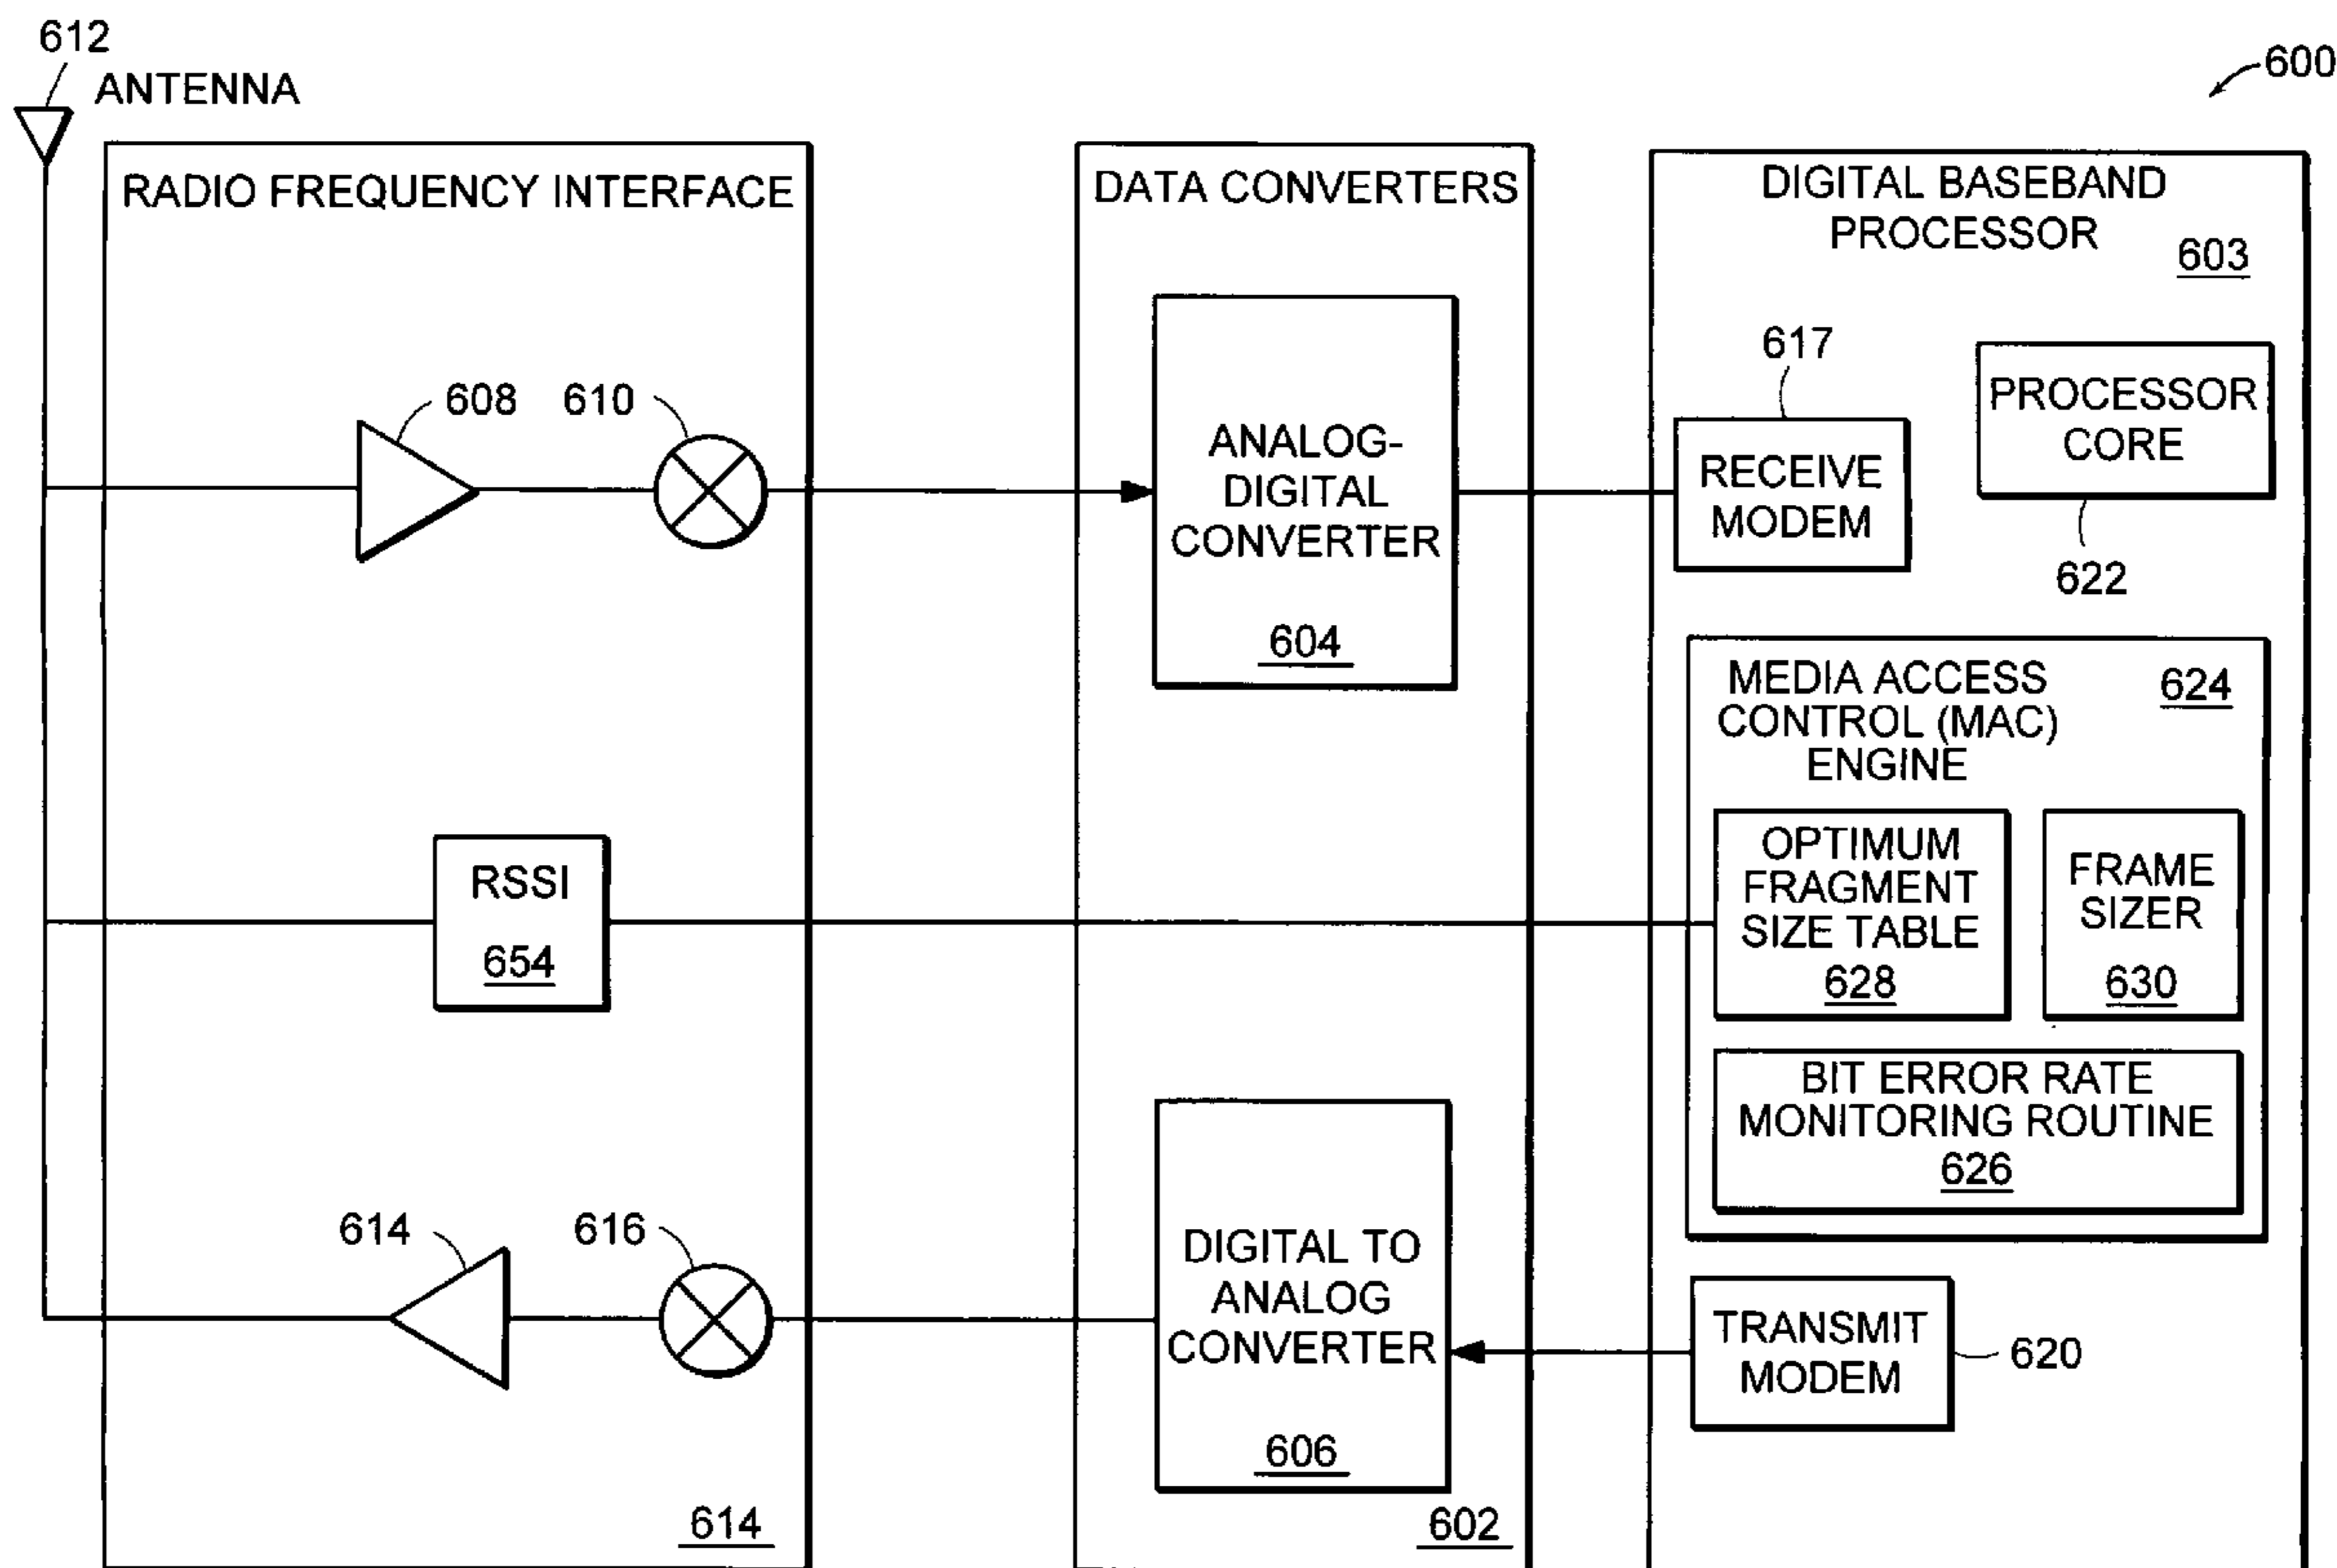 612
ANTENNA
600
RADIO FREQUENCY INTERFACE
608
610
RSSI
654
614
616
614
DATA CONVERTERS
ANALOG-
DIGITAL
CONVERTER
604
DIGITAL TO
ANALOG
CONVERTER
606
602
DIGITAL BASEBAND
PROCESSOR
603
617
RECEIVE
MODEM
PROCESSOR
CORE
622
MEDIA ACCESS
CONTROL (MAC)
ENGINE
624
OPTIMUM
FRAGMENT
SIZE TABLE
628
FRAME
SIZER
630
BIT ERROR RATE
MONITORING ROUTINE
626
TRANSMIT
MODEM
620